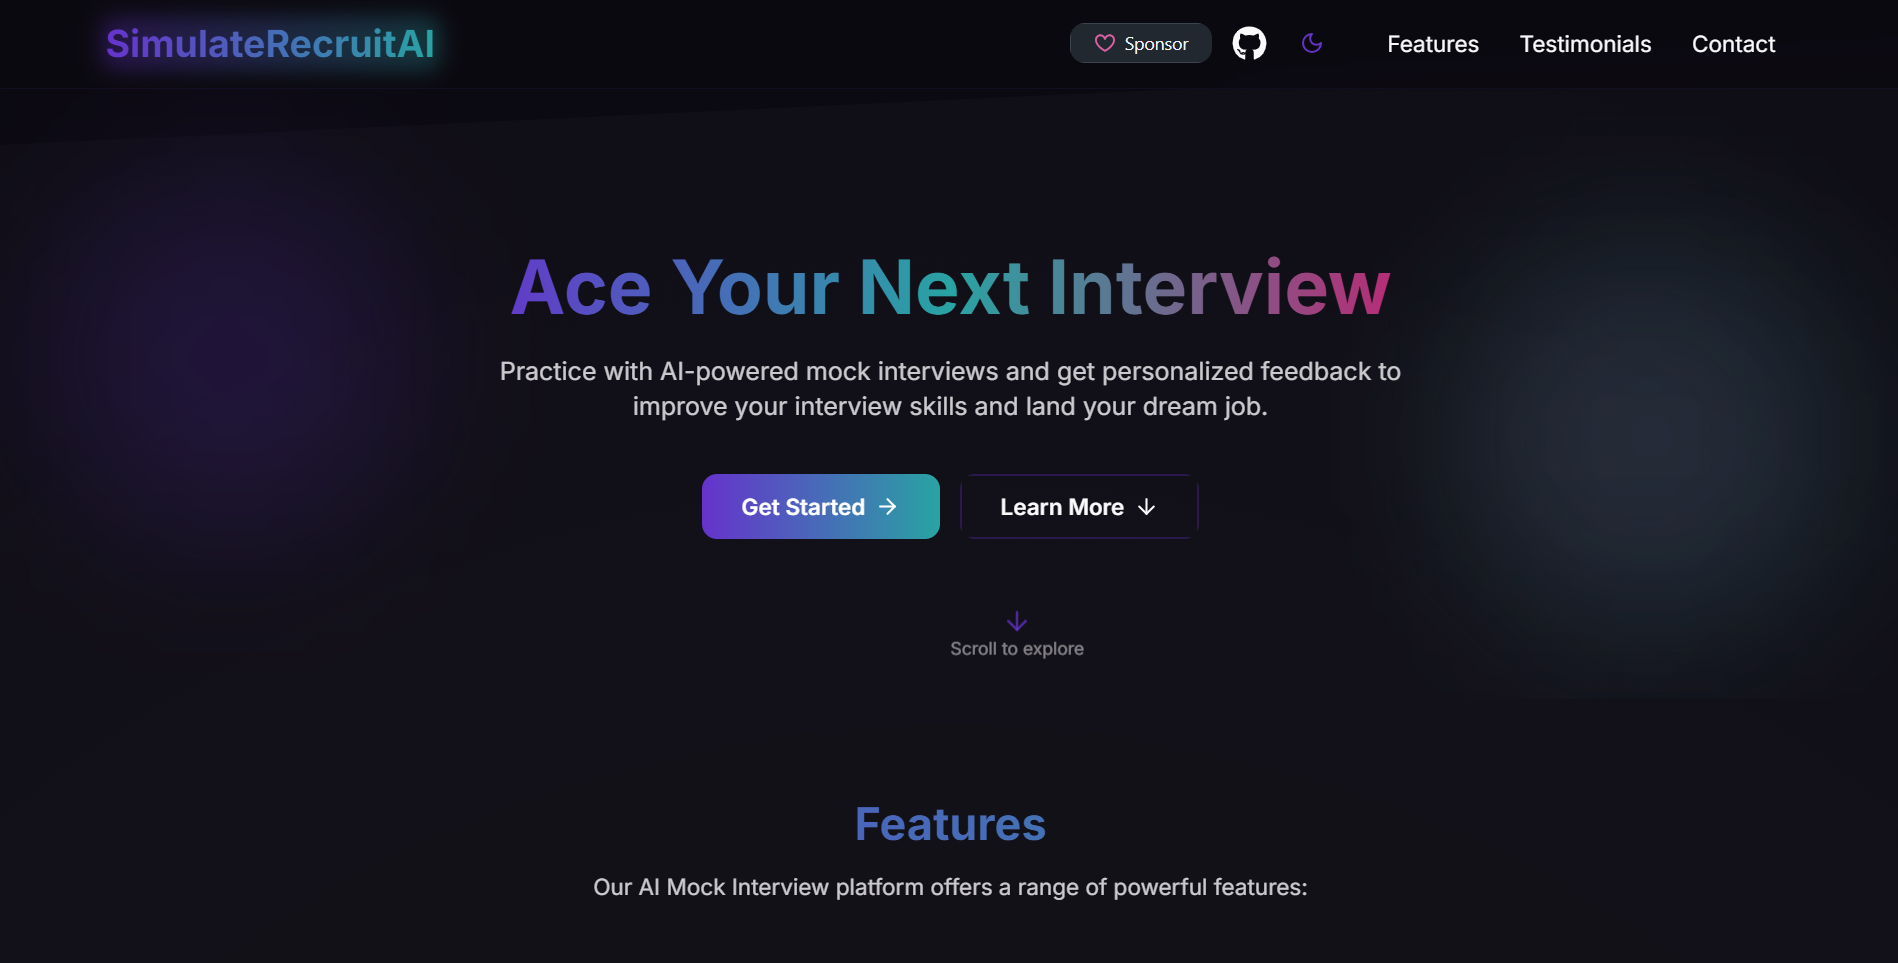 SimulateRecruitAI
Sponsor
Features
Testimonials
Contact
Ace Your Next Interview
Practice with AI-powered mock interviews and get personalized feedback to
improve your interview skills and land your dream job.
Get Started
Learn More
Scroll to explore
Features
Our AI Mock Interview platform offers a range of powerful features: